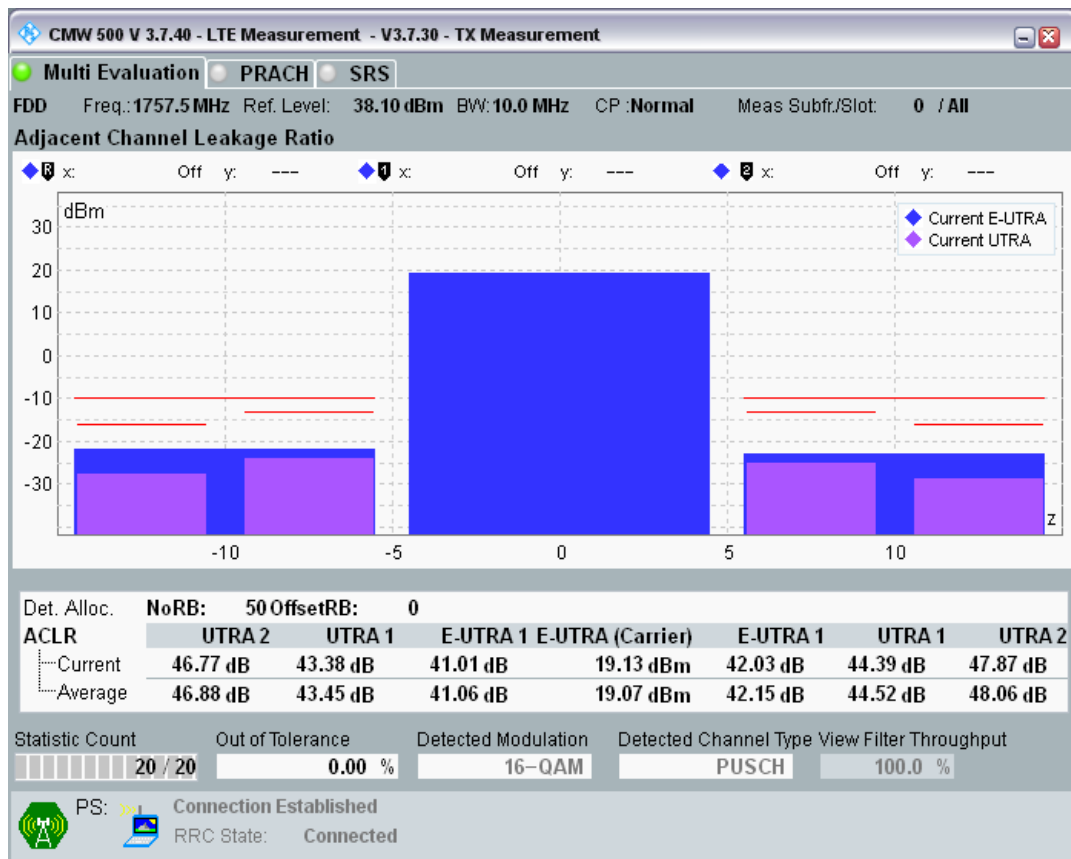 CMW 500 V 3.7.40 - LTE Measurement - V3.7.30 - TX Measurement
Multi Evaluation PRACH SRS
FDD Freq.: 1757.5 MHz Ref. Level: 38.10 dBm BW: 10.0 MHz CP : Normal Meas Subfr./Slot: 0 / All
Adjacent Channel Leakage Ratio
R x: Off y: --- 1 x: Off y: --- 2 x: Off y: ---
dBm
Current E-UTRA
Current UTRA
30
20
10
0
-10
-20
-30
z
-10 -5 0 5 10
Det. Alloc. NoRB: 50 OffsetRB: 0
ACLR UTRA 2 UTRA 1 E-UTRA 1 E-UTRA (Carrier) E-UTRA 1 UTRA 1 UTRA 2
Current 46.77 dB 43.38 dB 41.01 dB 19.13 dBm 42.03 dB 44.39 dB 47.87 dB
Average 46.88 dB 43.45 dB 41.06 dB 19.07 dBm 42.15 dB 44.52 dB 48.06 dB
Statistic Count Out of Tolerance Detected Modulation Detected Channel Type View Filter Throughput
20 / 20 0.00 % 16-QAM PUSCH 100.0 %
PS: Connection Established
RRC State: Connected